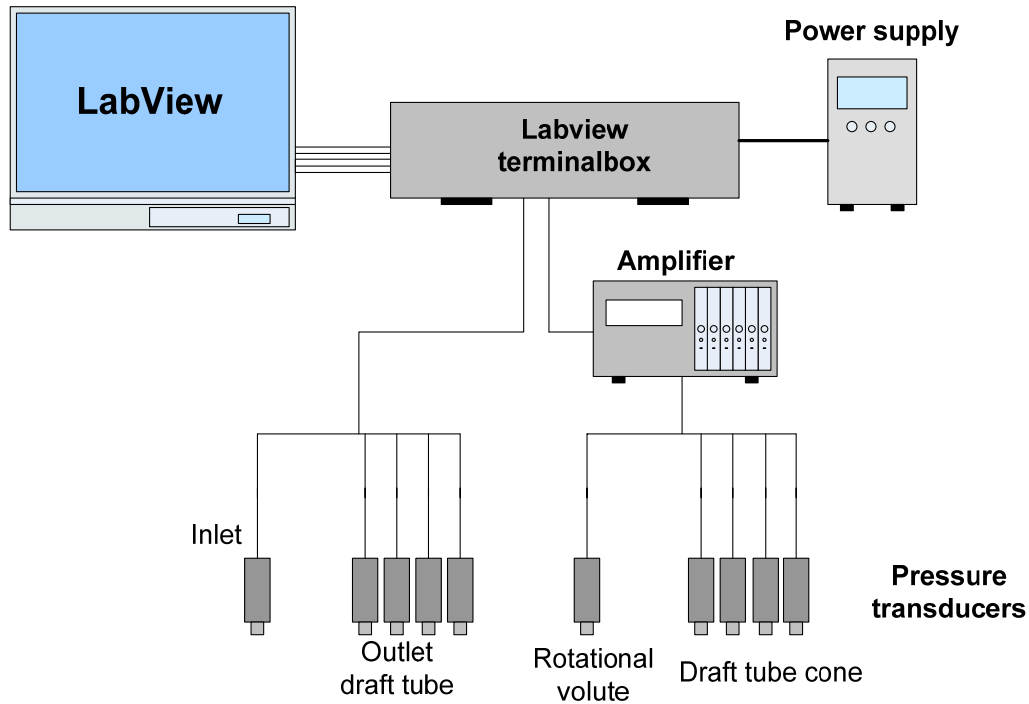 Power supply
LabView
Labview
terminalbox
Amplifier
Inlet
Pressure
transducers
Outlet
draft tube
Rotational
volute
Draft tube cone